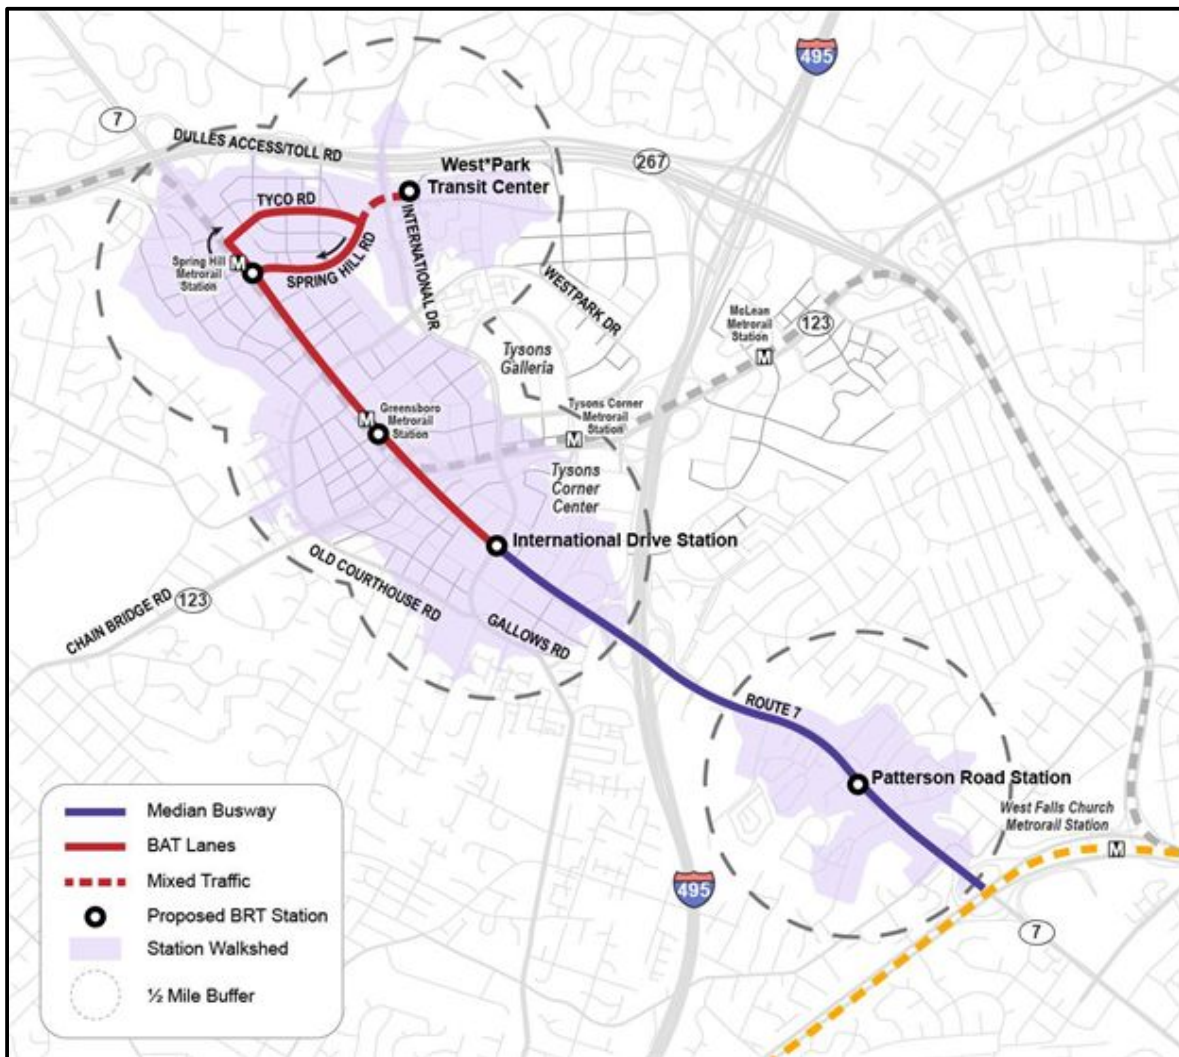 495
7
DULLES ACCESS/TOLL RD
267
West*Park
Transit Center
TYCO RD
INTERNATIONAL DR
Spring Hill
Metrorail
Station
M
SPRING HILL RD
WESTPARK DR
McLean
Metrorail
Station
M
123
Tysons
Galleria
Greensboro
Metrorail
Station
M
Tysons Corner
Metrorail
Station
M
Tysons
Corner
Center
International Drive Station
OLD COURTHOUSE RD
CHAIN BRIDGE RD
123
GALLOWS RD
ROUTE 7
Patterson Road Station
West Falls Church
Metrorail Station
M
495
7
Median Busway
BAT Lanes
Mixed Traffic
Proposed BRT Station
Station Walkshed
½ Mile Buffer